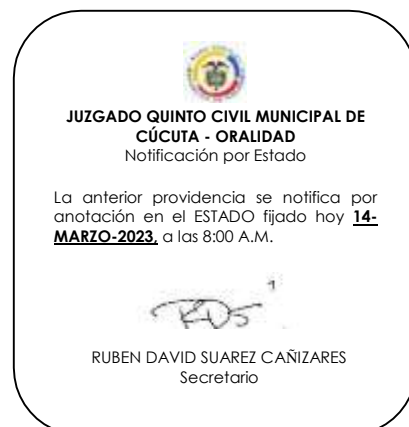 JUZGADO QUINTO CIVIL MUNICIPAL DE
CÚCUTA - ORALIDAD
Notificación por Estado
La anterior providencia se notifica por
anotación en el ESTADO fijado hoy 14-
MARZO-2023, a las 8:00 A.M.
RUBEN DAVID SUAREZ CAÑIZARES
Secretario